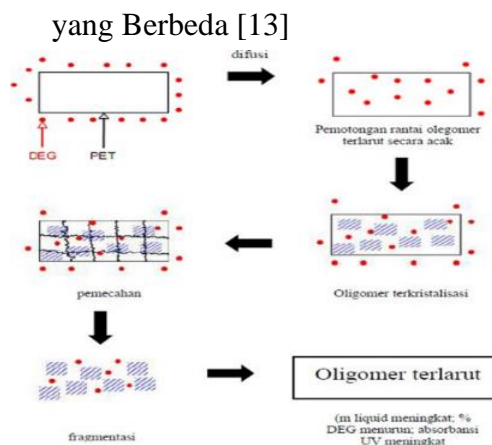 yang Berbeda [13]
difusi
DEG
PET
Pemotongan rantai olegomer
terlarut secara acak
Oligomer terkristalisasi
pemecahan
fragmentasi
Oligomer terlarut
(m liquid meningkat; %
DEG menurun; absorbansi
UV meningkat